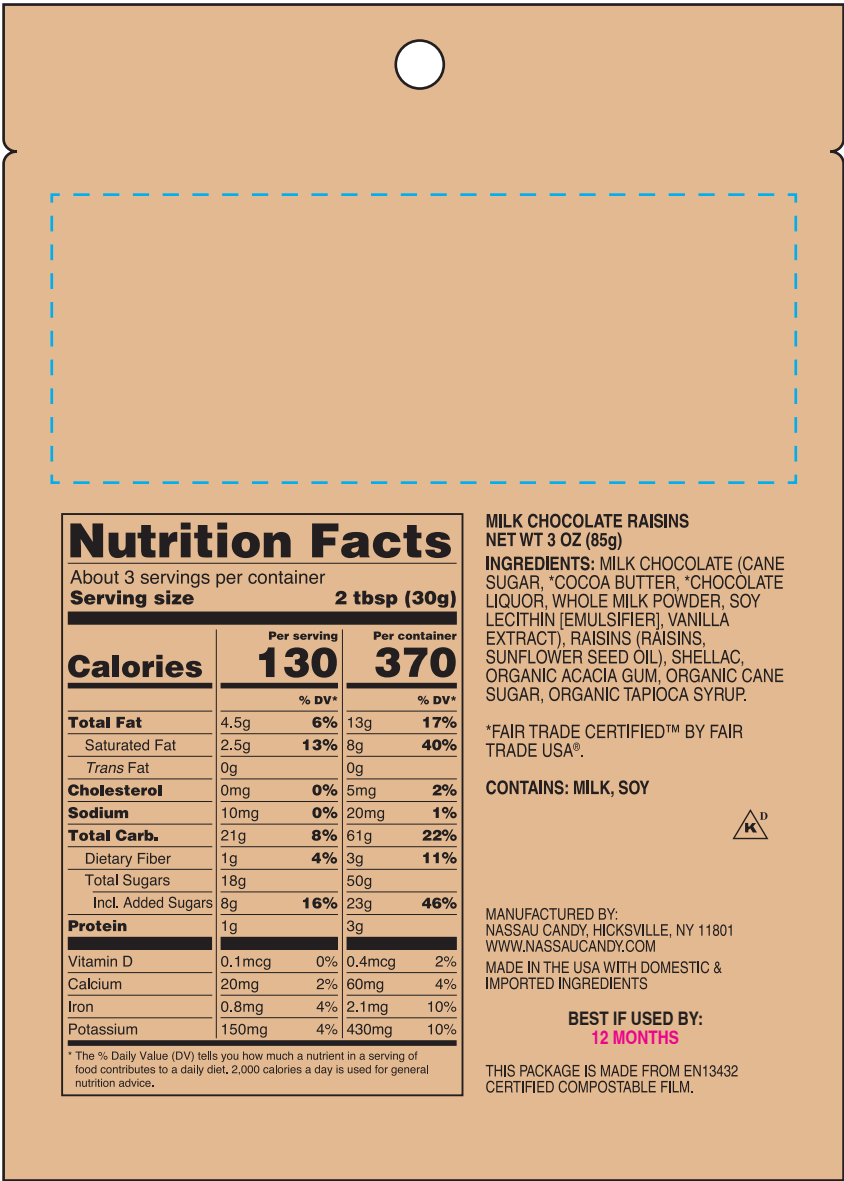 Nutrition Facts
About 3 servings per container
Serving size 2 tbsp (30g)
Per serving Per container
Calories 130 370
% DV* % DV*
Total Fat 4.5g 6% 13g 17%
Saturated Fat 2.5g 13% 8g 40%
Trans Fat 0g 0g
Cholesterol 0mg 0% 5mg 2%
Sodium 10mg 0% 20mg 1%
Total Carb. 21g 8% 61g 22%
Dietary Fiber 1g 4% 3g 11%
Total Sugars 18g 50g
Incl. Added Sugars 8g 16% 23g 46%
Protein 1g 3g
Vitamin D 0.1mcg 0% 0.4mcg 2%
Calcium 20mg 2% 60mg 4%
Iron 0.8mg 4% 2.1mg 10%
Potassium 150mg 4% 430mg 10%
* The % Daily Value (DV) tells you how much a nutrient in a serving of
food contributes to a daily diet. 2,000 calories a day is used for general
nutrition advice.
MILK CHOCOLATE RAISINS
NET WT 3 OZ (85g)
INGREDIENTS: MILK CHOCOLATE (CANE
SUGAR, *COCOA BUTTER, *CHOCOLATE
LIQUOR, WHOLE MILK POWDER, SOY
LECITHIN [EMULSIFIER], VANILLA
EXTRACT), RAISINS (RAISINS,
SUNFLOWER SEED OIL), SHELLAC,
ORGANIC ACACIA GUM, ORGANIC CANE
SUGAR, ORGANIC TAPIOCA SYRUP.
*FAIR TRADE CERTIFIED™ BY FAIR
TRADE USA®.
CONTAINS: MILK, SOY
K D
MANUFACTURED BY:
NASSAU CANDY, HICKSVILLE, NY 11801
WWW.NASSAUCANDY.COM
MADE IN THE USA WITH DOMESTIC &
IMPORTED INGREDIENTS
BEST IF USED BY:
12 MONTHS
THIS PACKAGE IS MADE FROM EN13432
CERTIFIED COMPOSTABLE FILM.